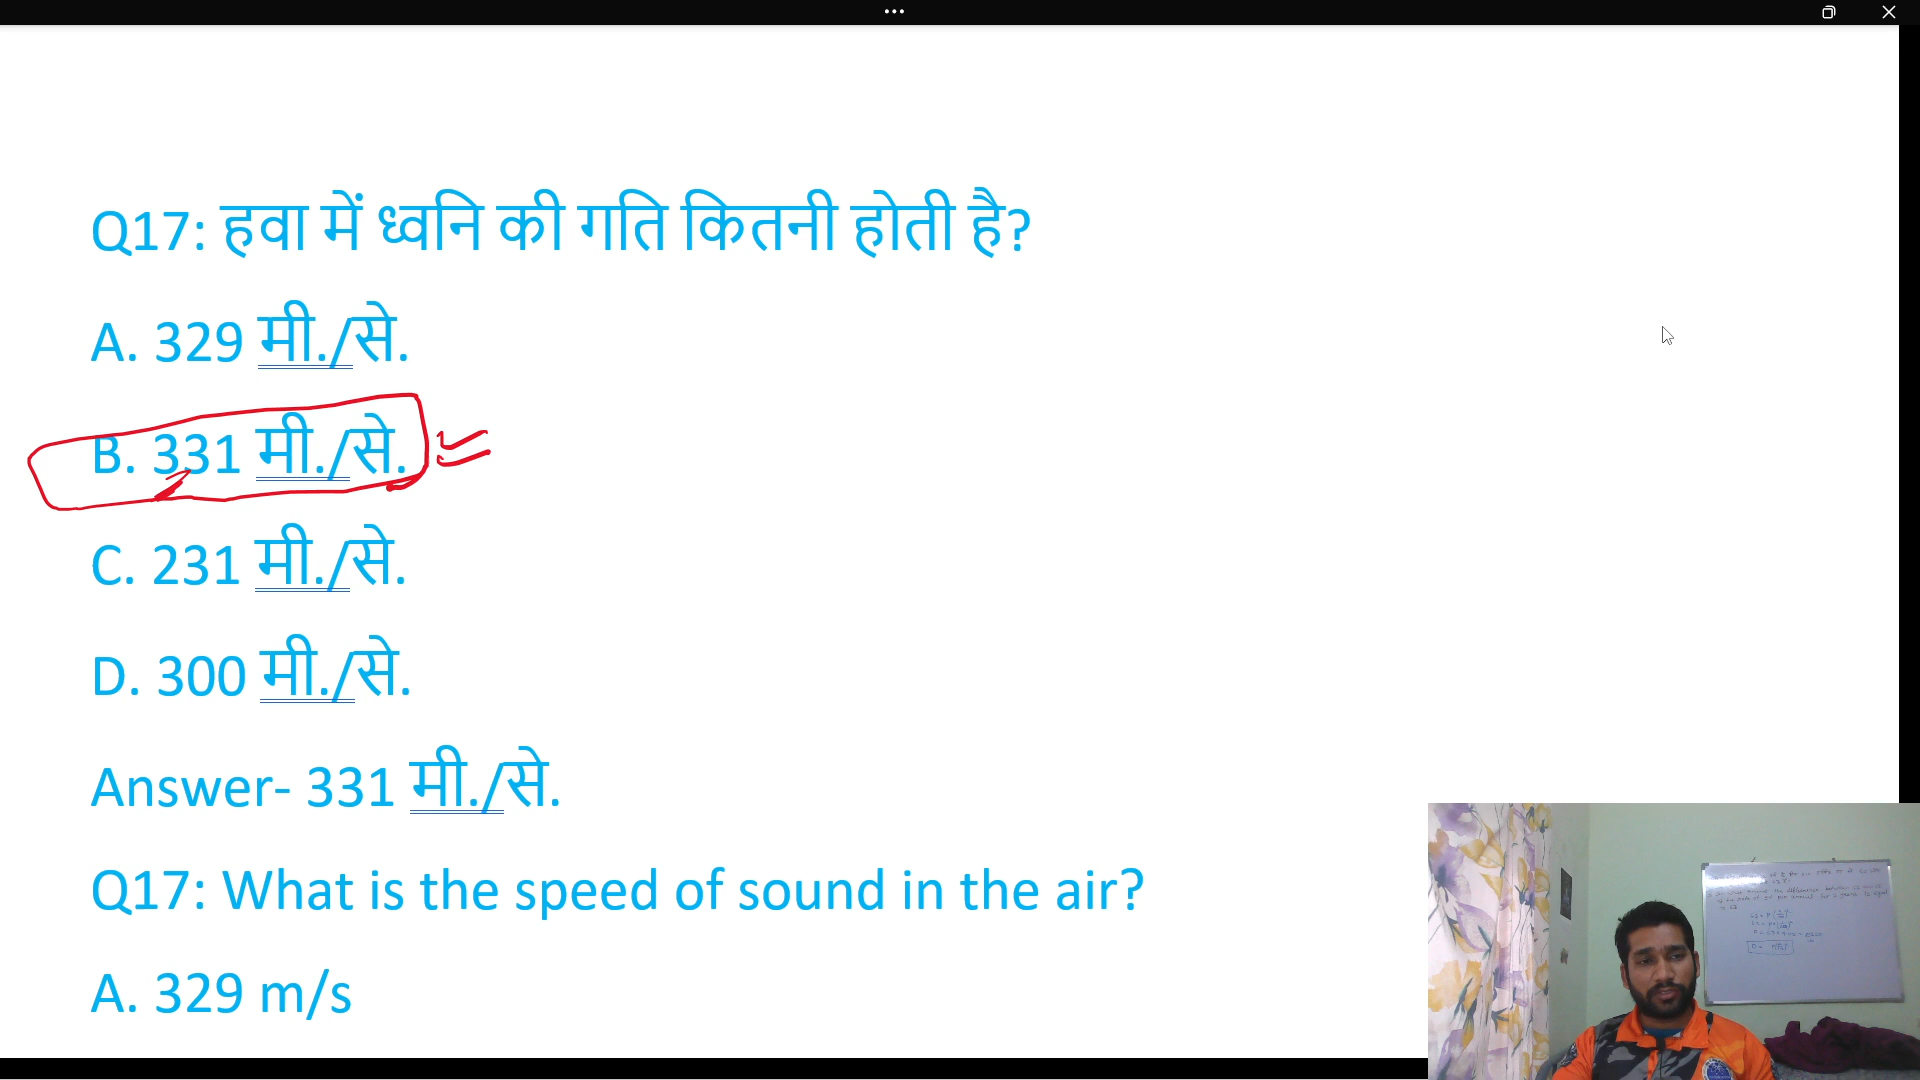 Q17: हवा में ध्वनि की गति कितनी होती है?
A. 329 मी./से.
B. 331 मी./से.
C. 231 मी./से.
D. 300 मी./से.
Answer- 331 मी./से.
Q17: What is the speed of sound in the air?
A. 329 m/s